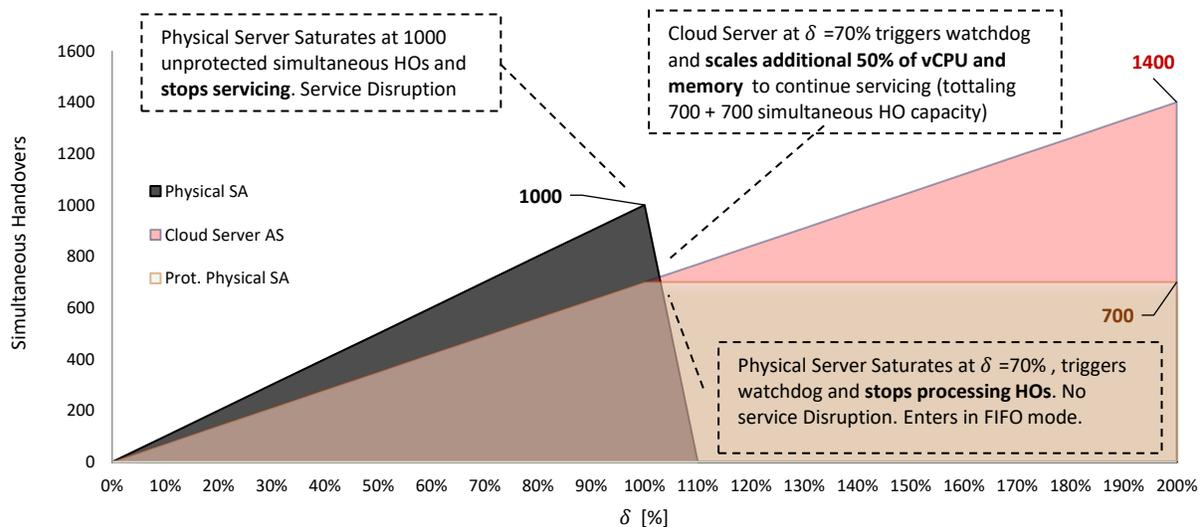 Physical Server Saturates at 1000
unprotected simultaneous HOs and
stops servicing. Service Disruption
Cloud Server at δ =70% triggers watchdog
and scales additional 50% of vCPU and
memory to continue servicing (tottaling
700 + 700 simultaneous HO capacity)
Simultaneous Handovers
1600
1400
1200
1000
800
600
400
200
0
Physical SA
Cloud Server AS
Prot. Physical SA
1000
1400
700
Physical Server Saturates at δ =70% , triggers
watchdog and stops processing HOs. No
service Disruption. Enters in FIFO mode.
0% 10% 20% 30% 40% 50% 60% 70% 80% 90% 100% 110% 120% 130% 140% 150% 160% 170% 180% 190% 200%
δ [%]